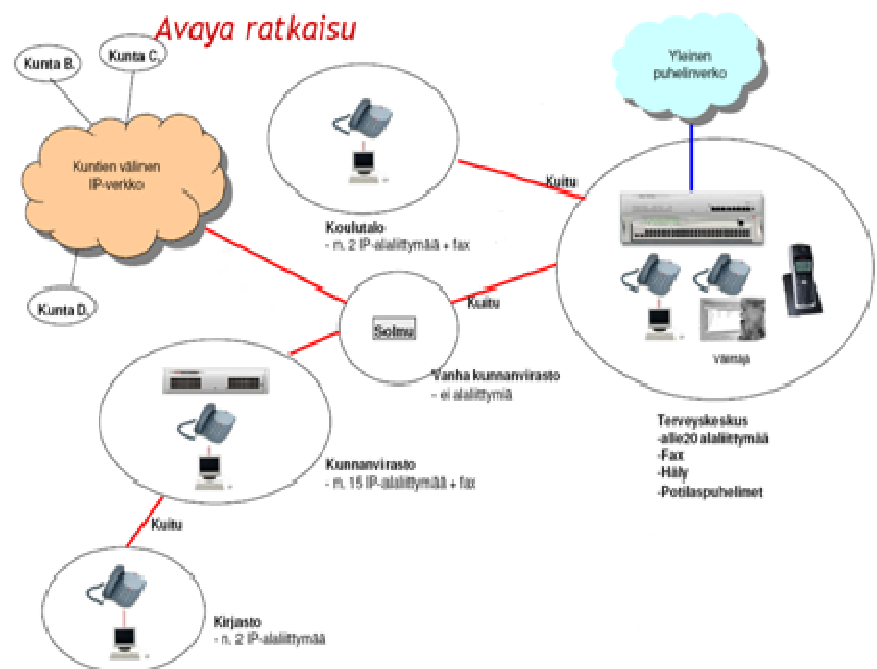 Avaya ratkaisu
Kunta B.
Kunta C.
Yleinen
puhelinverko
Kuntien välinen
IP-verkko
Kuitu
Koulutalo
- n. 2 IP-alaliittymää + fax
Kunta D.
Kuitu
Solmu
Välittäjä
Vanha kunnanvirasto
- ei alaliittymiä
Terveyskeskus
-alle20 alaliittymää
-Fax
-Häly
-Potilaspuhelimet
Kunnanvirasto
- n. 15 IP-alaliittymää + fax
Kuitu
Kirjasto
- n. 2 IP-alaliittymää